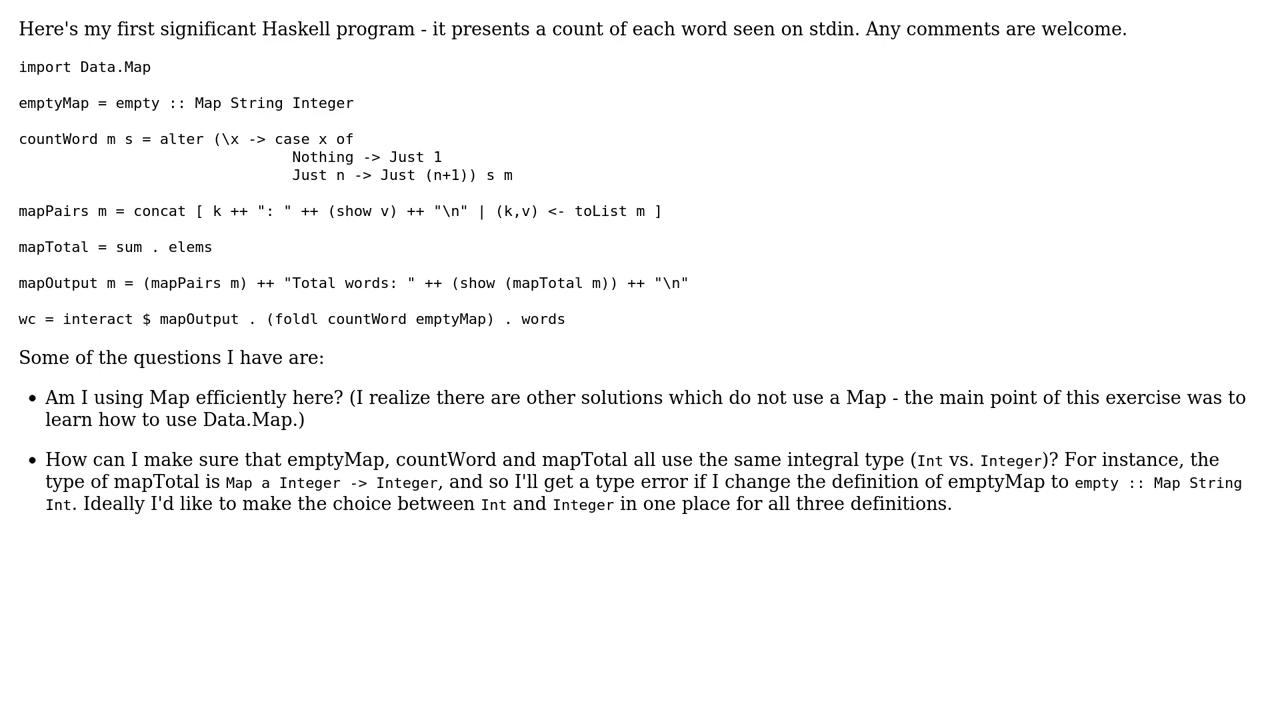 Here's my first significant Haskell program - it presents a count of each word seen on stdin. Any comments are welcome.
import Data.Map
emptyMap = empty :: Map String Integer
countWord m s = alter (\x -> case x of
                               Nothing -> Just 1
                               Just n -> Just (n+1)) s m
mapPairs m = concat [ k ++ ": " ++ (show v) ++ "\n" | (k,v) <- toList m ]
mapTotal = sum . elems
mapOutput m = (mapPairs m) ++ "Total words: " ++ (show (mapTotal m)) ++ "\n"
wc = interact $ mapOutput . (foldl countWord emptyMap) . words
Some of the questions I have are:
• Am I using Map efficiently here? (I realize there are other solutions which do not use a Map - the main point of this exercise was to
learn how to use Data.Map.)
• How can I make sure that emptyMap, countWord and mapTotal all use the same integral type (Int vs. Integer)? For instance, the
type of mapTotal is Map a Integer -> Integer, and so I'll get a type error if I change the definition of emptyMap to empty :: Map String
Int. Ideally I'd like to make the choice between Int and Integer in one place for all three definitions.